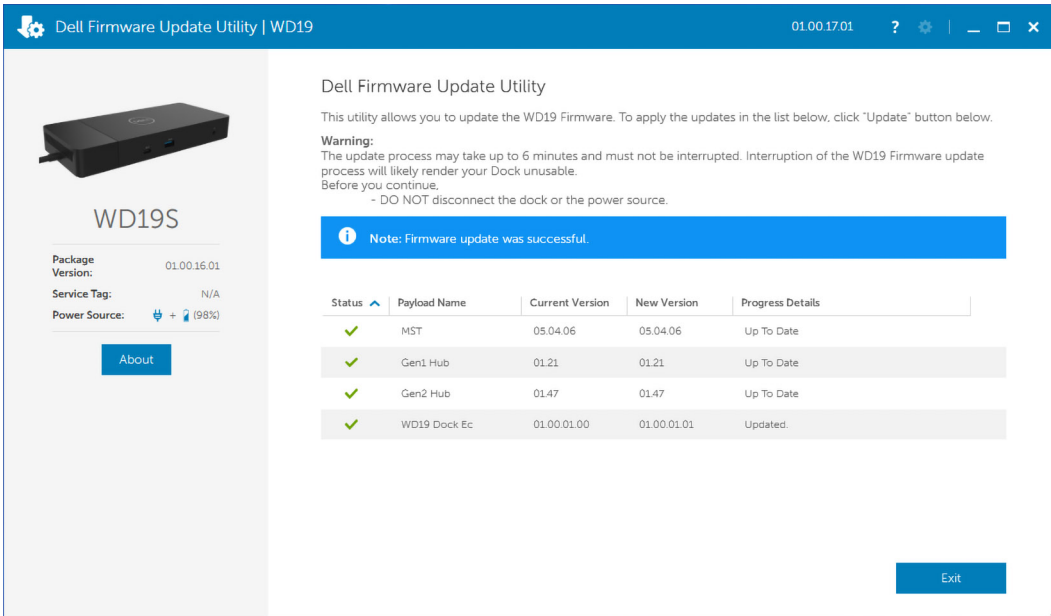 Dell Firmware Update Utility | WD19
01.00.17.01
?
Dell Firmware Update Utility
This utility allows you to update the WD19 Firmware. To apply the updates in the list below, click "Update" button below.
Warning:
The update process may take up to 6 minutes and must not be interrupted. Interruption of the WD19 Firmware update
process will likely render your Dock unusable.
Before you continue,
- DO NOT disconnect the dock or the power source.
WD19S
Package
Version: 01.00.16.01
Service Tag: N/A
Power Source: + (98%)
About
Note: Firmware update was successful.
Status Payload Name Current Version New Version Progress Details
MST 05.04.06 05.04.06 Up To Date
Gen1 Hub 01.21 01.21 Up To Date
Gen2 Hub 01.47 01.47 Up To Date
WD19 Dock Ec 01.00.01.00 01.00.01.01 Updated.
Exit